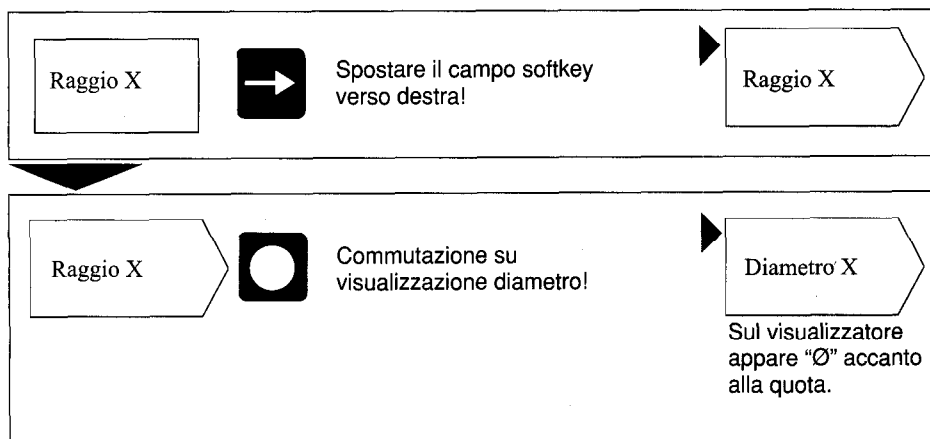 Raggio X
Spostare il campo softkey
verso destra!
Raggio X
Raggio X
Commutazione su
visualizzazione diametro!
Diametro X
Sul visualizzatore
appare “Ø” accanto
alla quota.